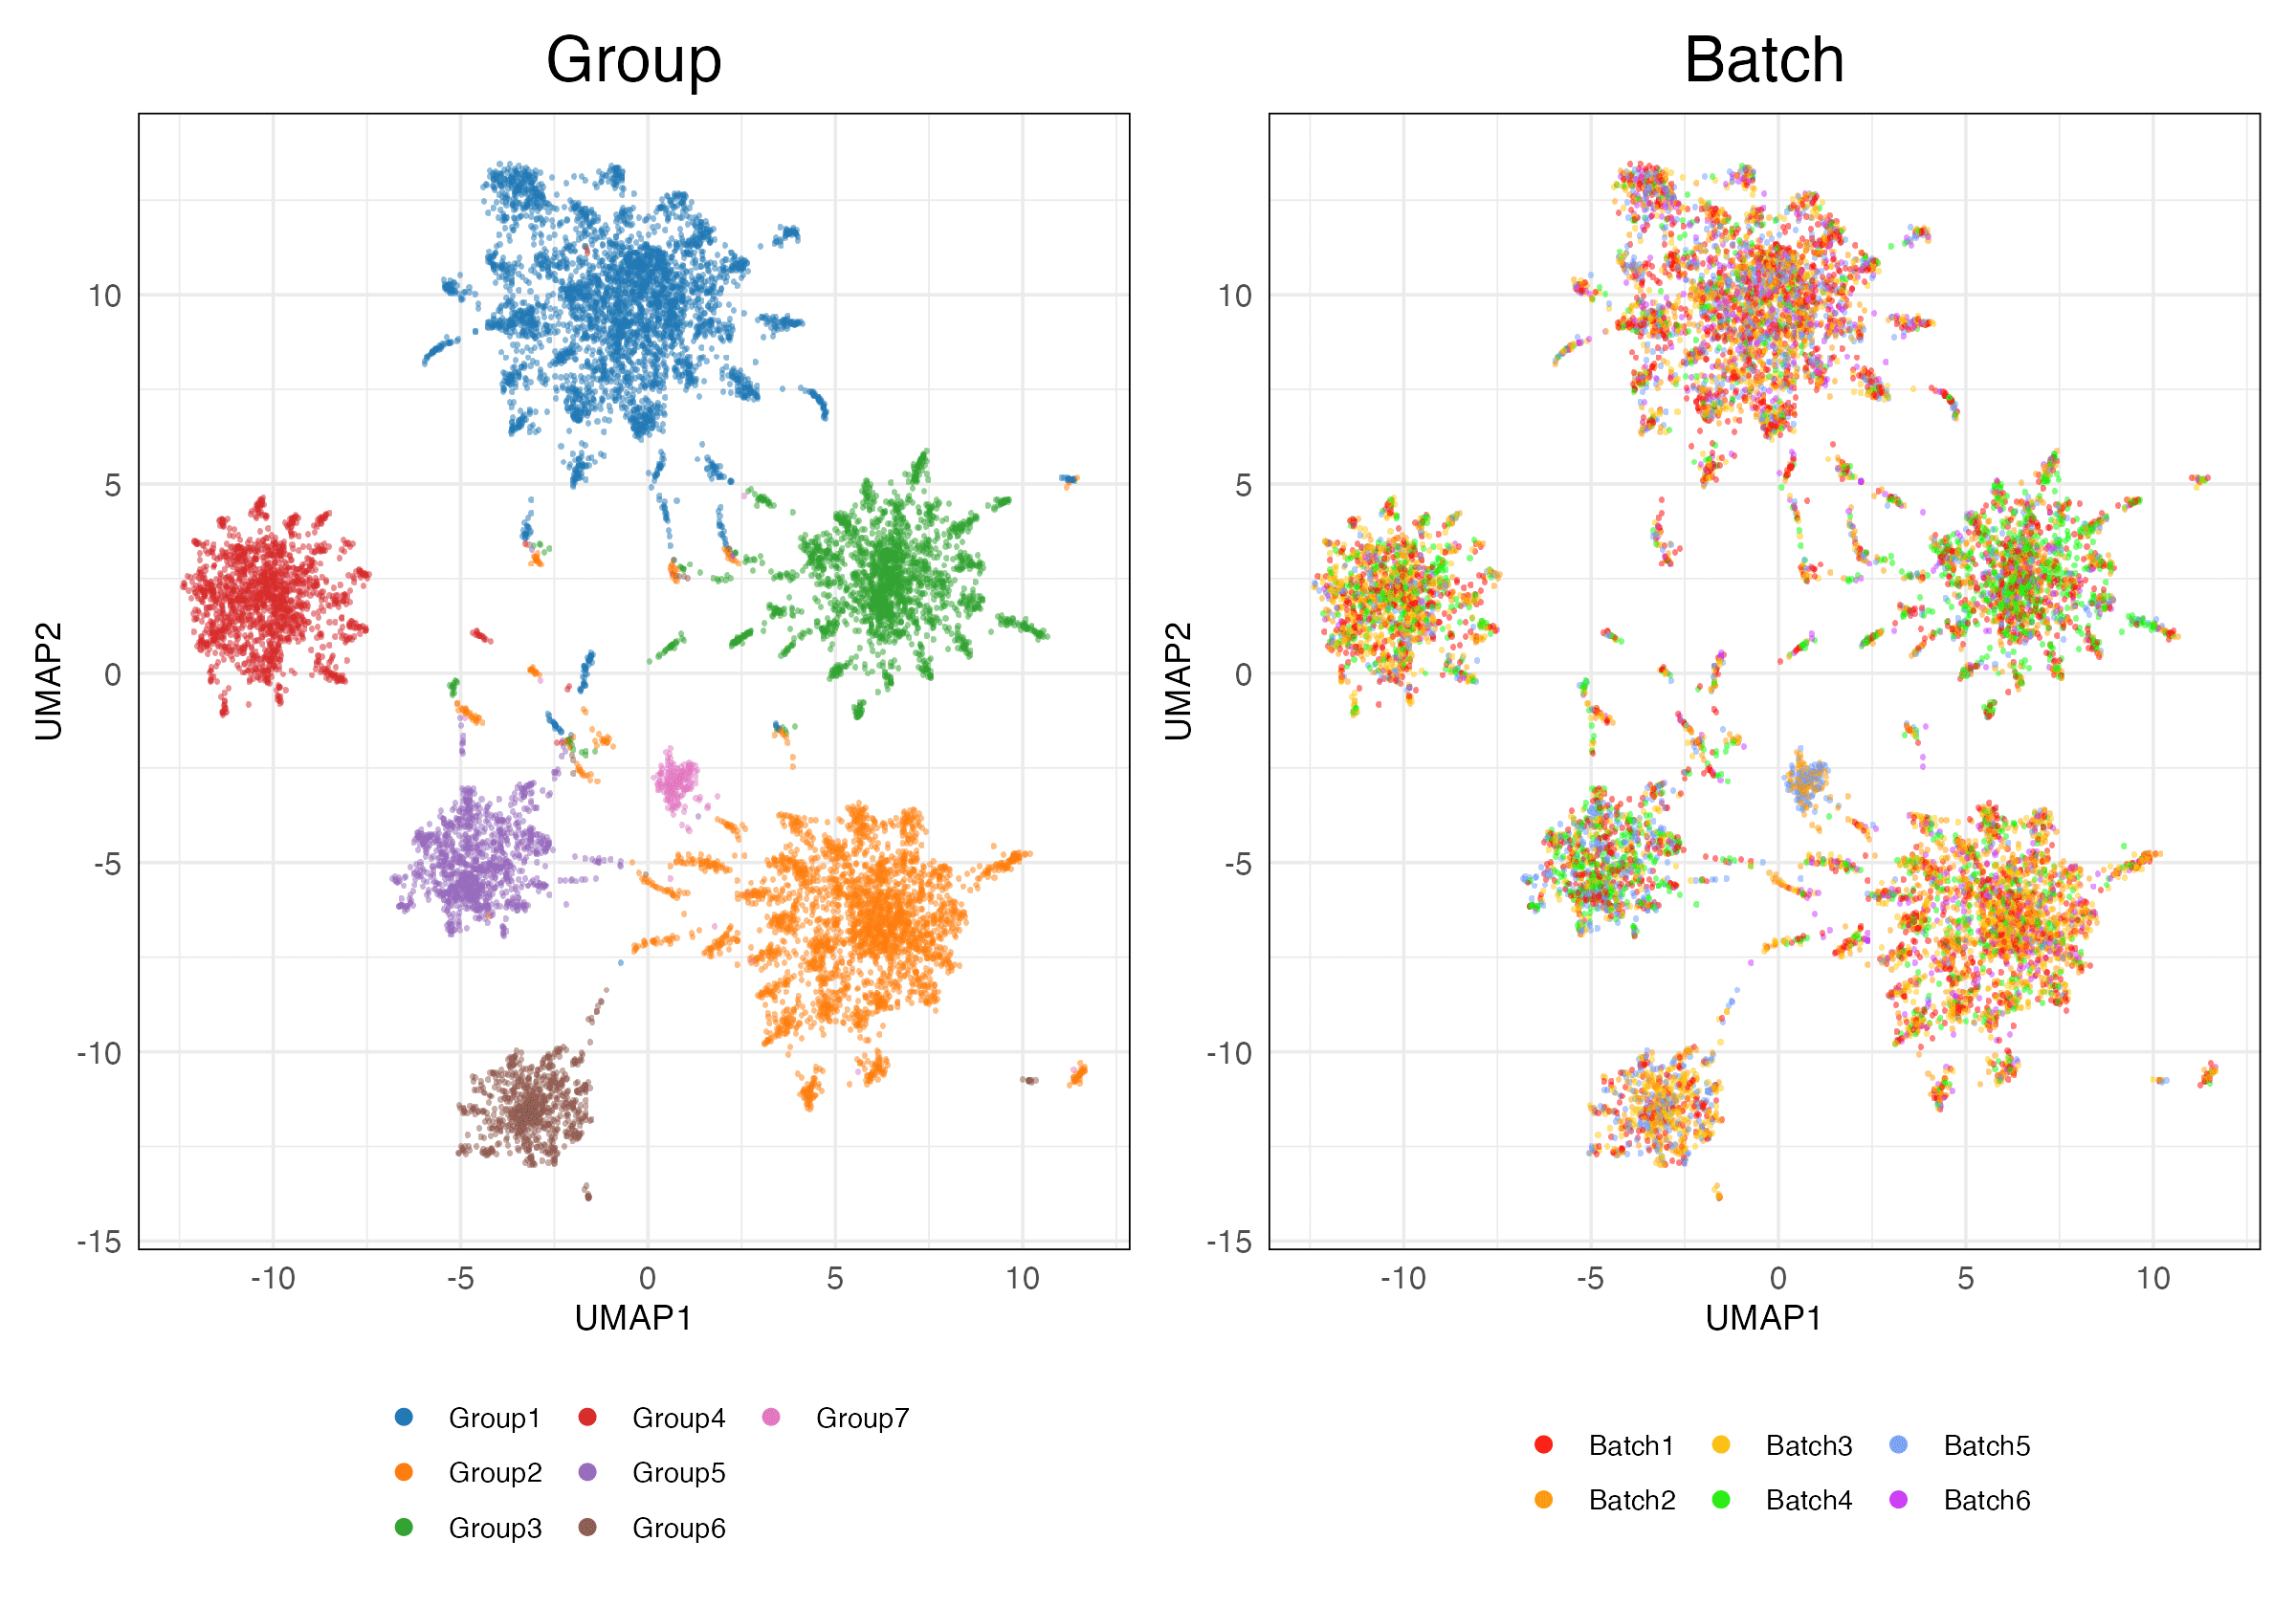 Group
Batch
10
5
0
-5
-10
-15
UMAP2
-10 -5 0 5 10
UMAP1
10
5
0
-5
-10
-15
UMAP2
-10 -5 0 5 10
UMAP1
Group1 Group4 Group7
Group2 Group5
Group3 Group6
Batch1 Batch3 Batch5
Batch2 Batch4 Batch6